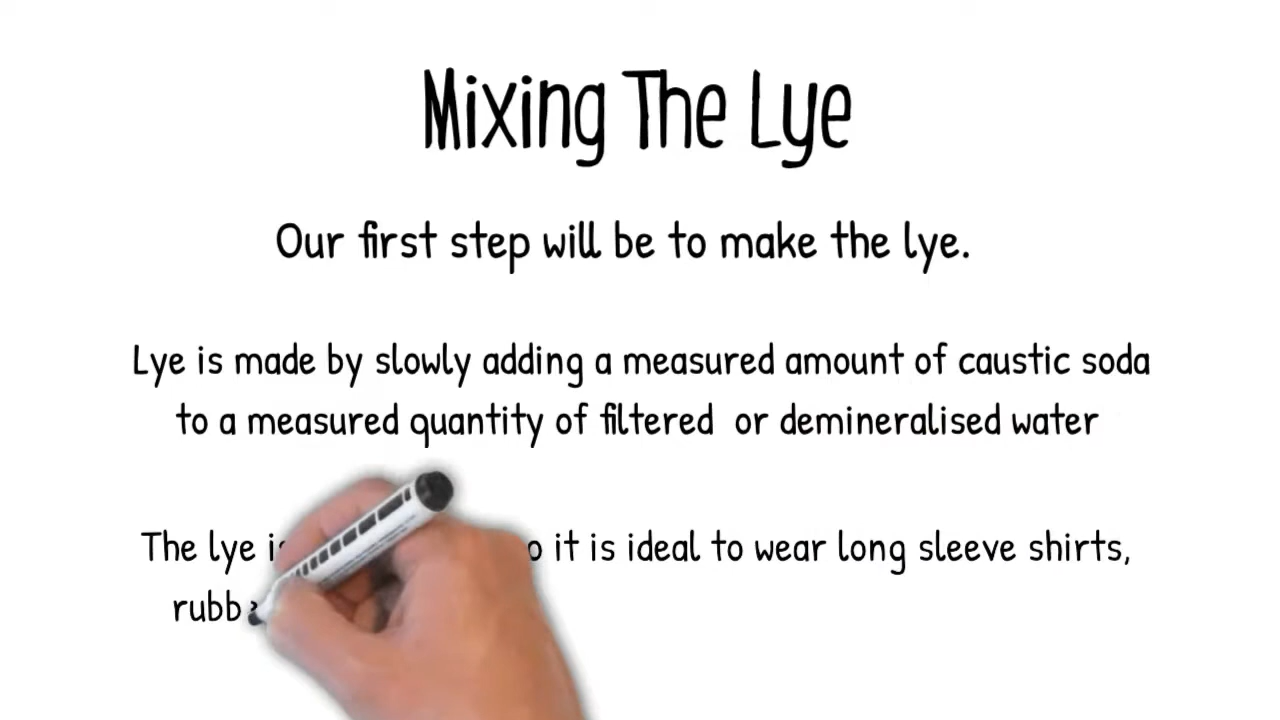 Mixing The Lye
Our first step will be to make the lye.
Lye is made by slowly adding a measured amount of caustic soda
to a measured quantity of filtered or demineralised water
The lye it is ideal to wear long sleeve shirts,